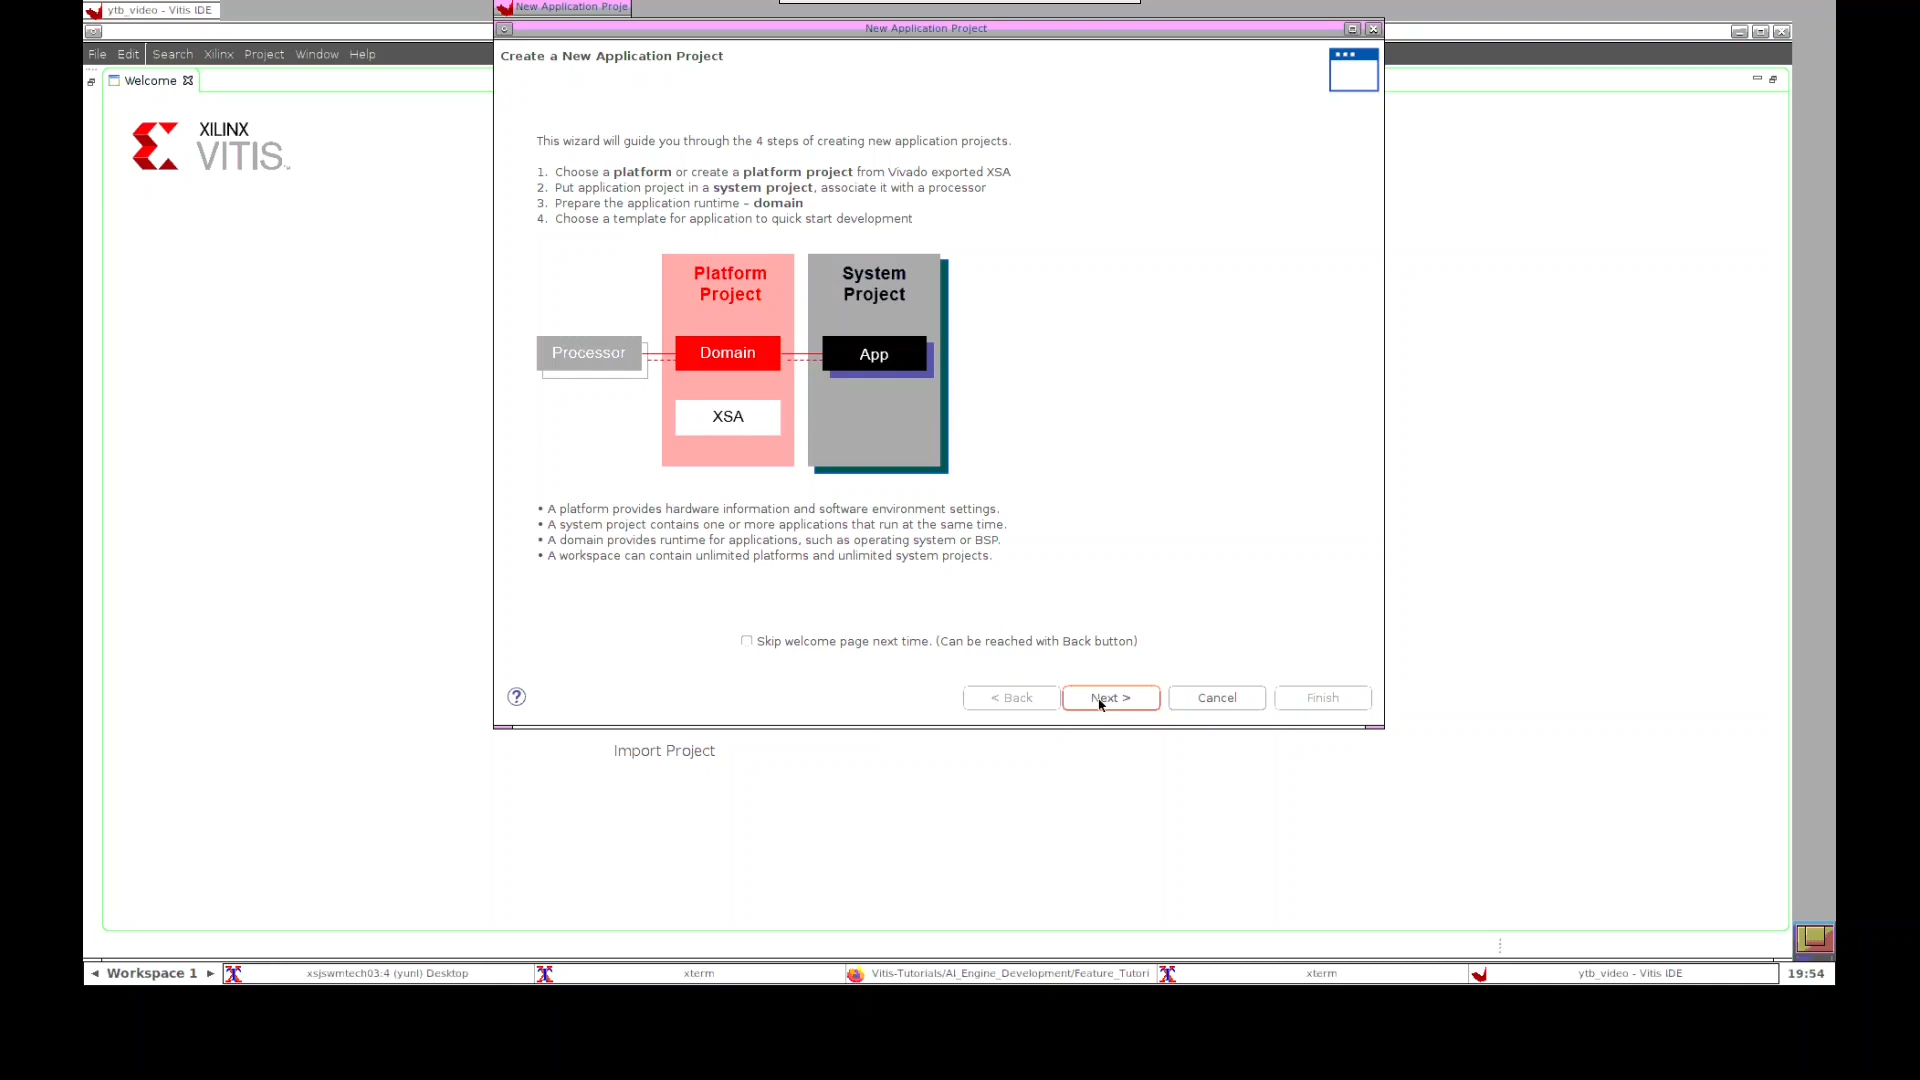 ytb_video - Vitis IDE
New Application Proje
New Application Project
File Edit Search Xilinx Project Window Help
Create a New Application Project
Welcome
XILINX
VITIS
This wizard will guide you through the 4 steps of creating new application projects.
1. Choose a platform or create a platform project from Vivado exported XSA
2. Put application project in a system project, associate it with a processor
3. Prepare the application runtime – domain
4. Choose a template for application to quick start development
Platform
Project
System
Project
Processor
Domain
App
XSA
• A platform provides hardware information and software environment settings.
• A system project contains one or more applications that run at the same time.
• A domain provides runtime for applications, such as operating system or BSP.
• A workspace can contain unlimited platforms and unlimited system projects.
Skip welcome page next time. (Can be reached with Back button)
?
< Back
Next >
Cancel
Finish
Import Project
Workspace 1
xsjswmtech03:4 (yunl) Desktop
xterm
Vitis-Tutorials/AI_Engine_Development/Feature_Tutori
xterm
ytb_video - Vitis IDE
19:54